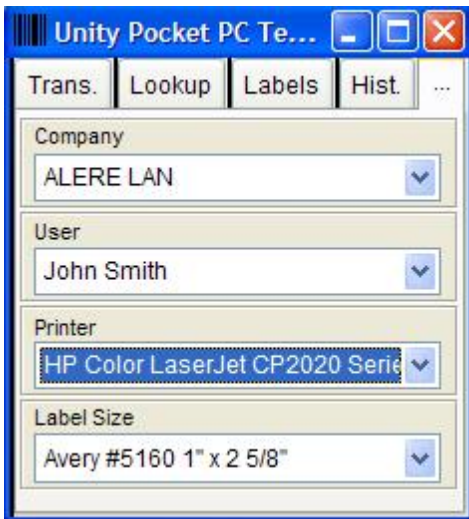 Unity Pocket PC Te...
Trans. Lookup Labels Hist. ...
Company
ALERE LAN
User
John Smith
Printer
HP Color LaserJet CP2020 Serie
Label Size
Avery #5160 1" x 2 5/8"